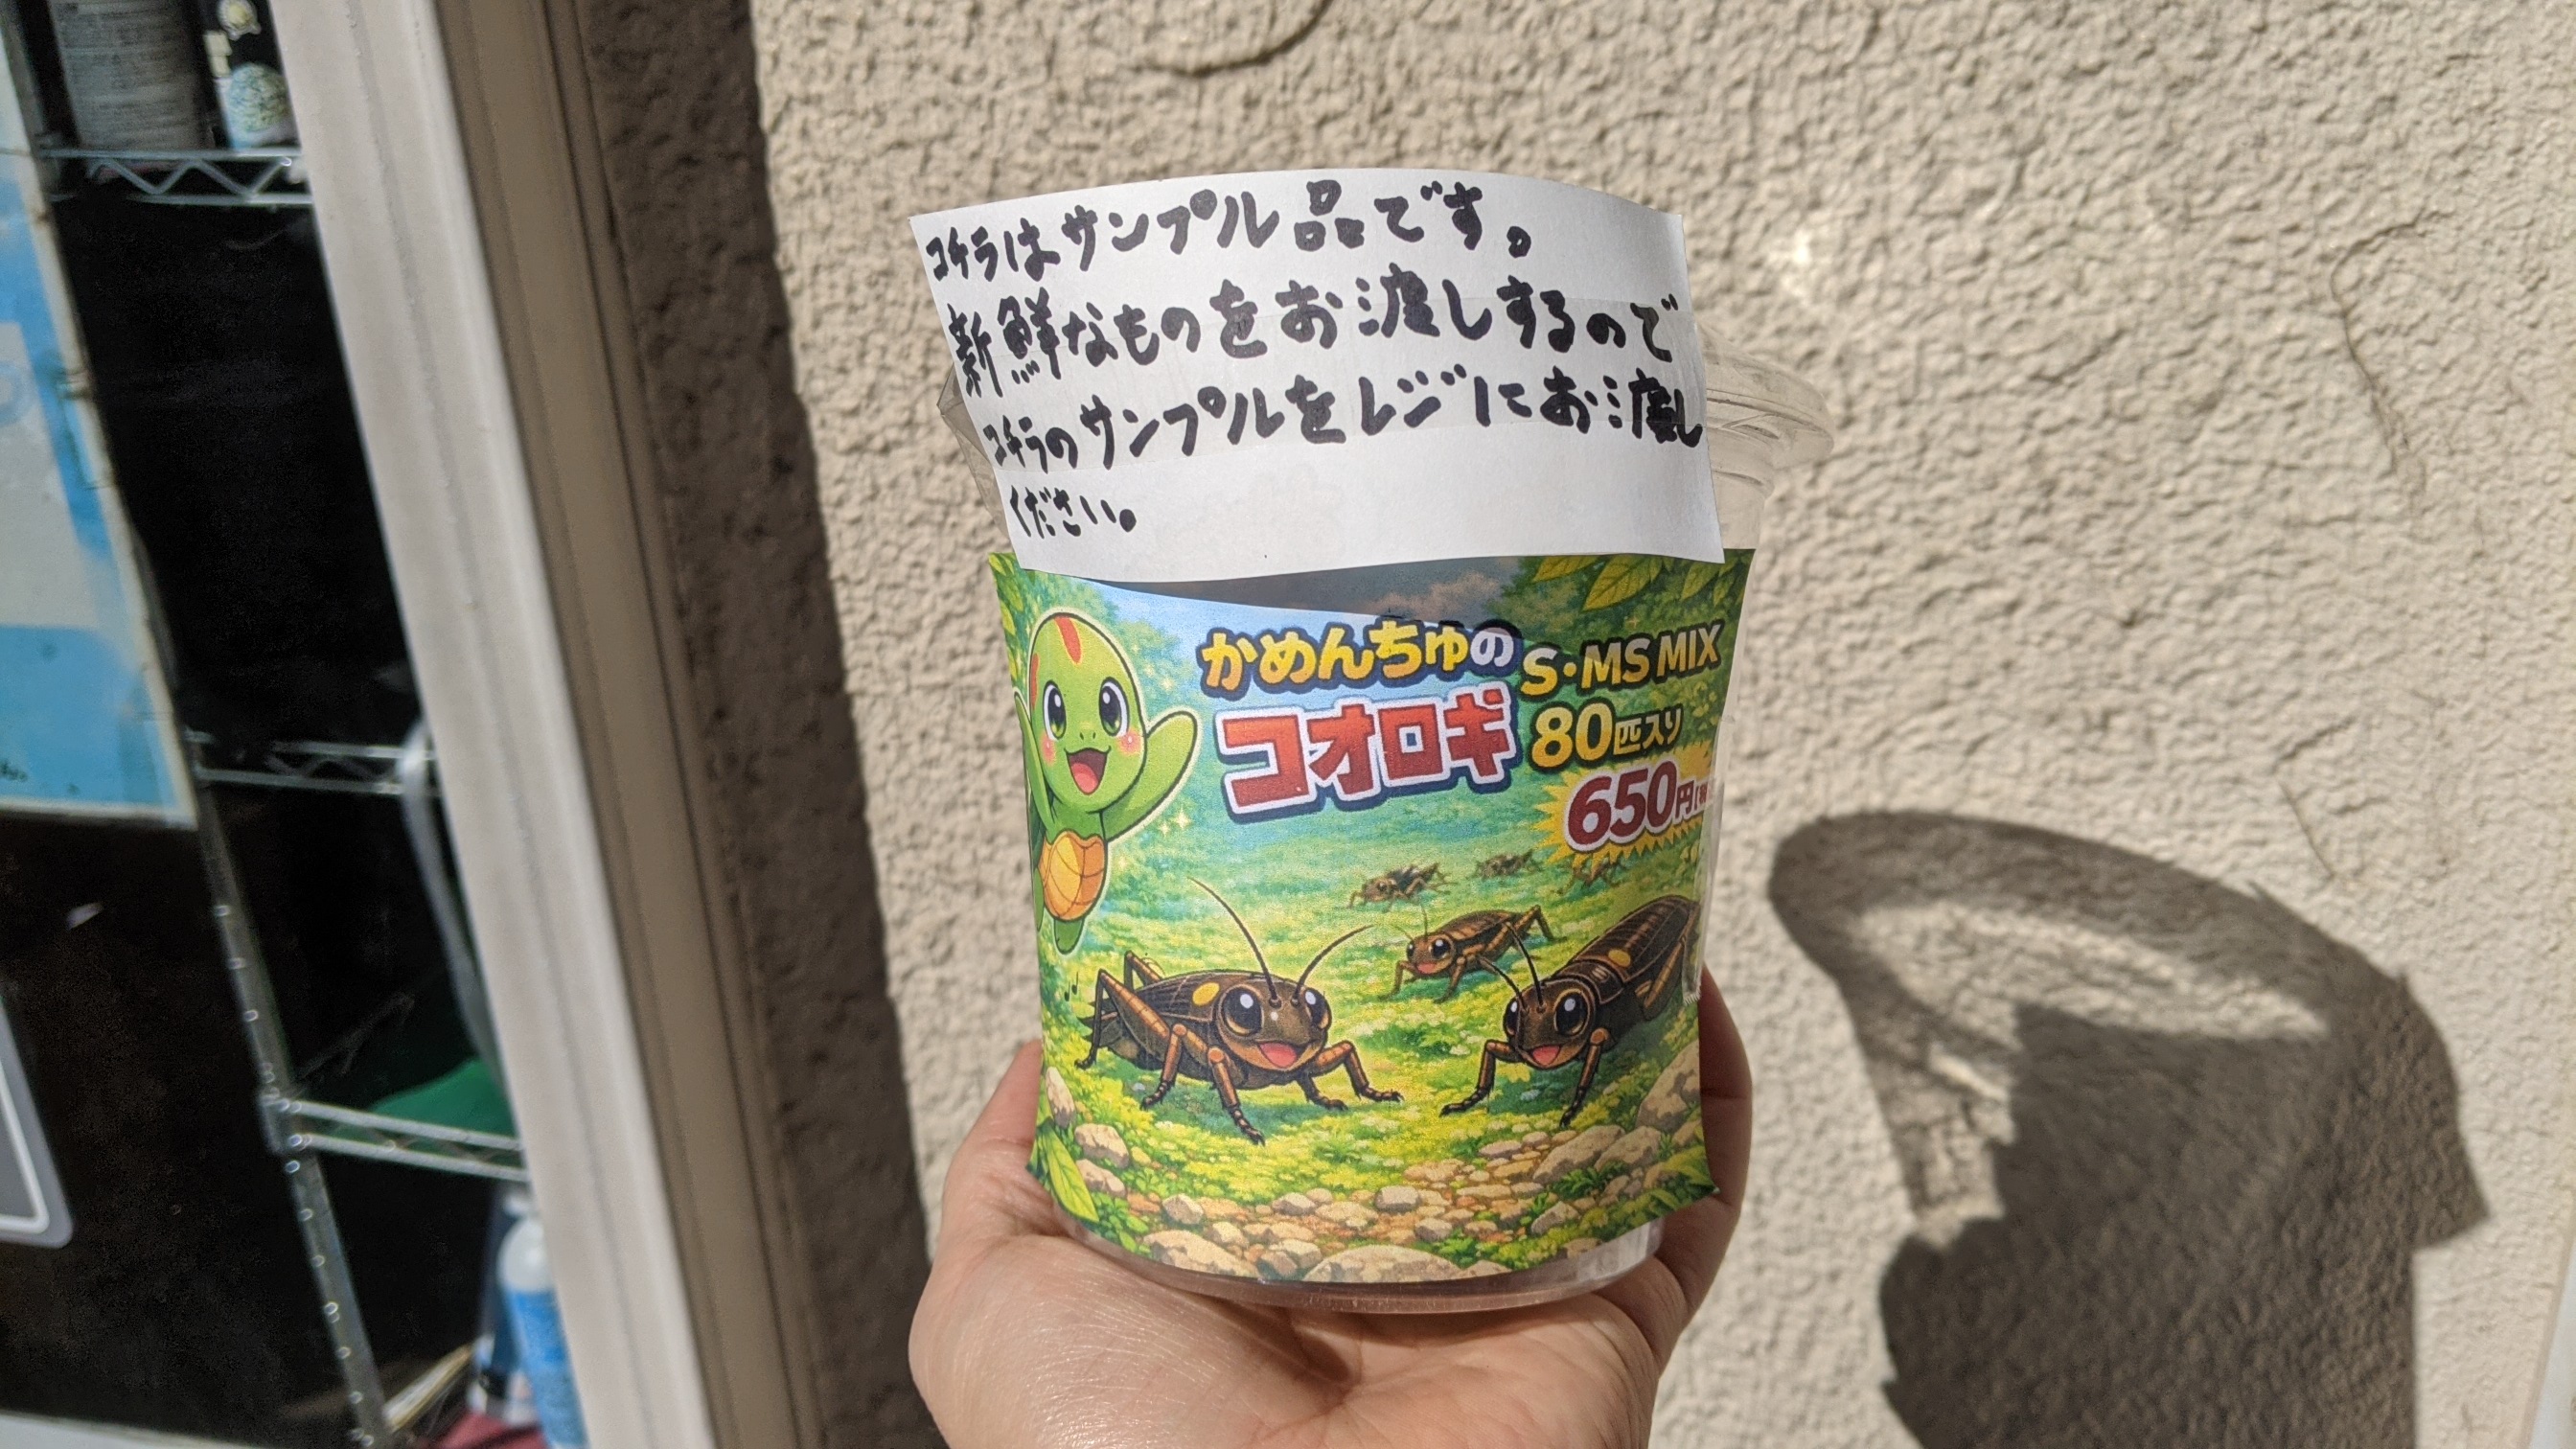 コチラはサンプル品です。
新鮮なものをお渡しするので
コチラのサンプルをレジにお渡し
ください。
かめんちゅの
コオロギ
S・MS MIX
80匹入り
650円